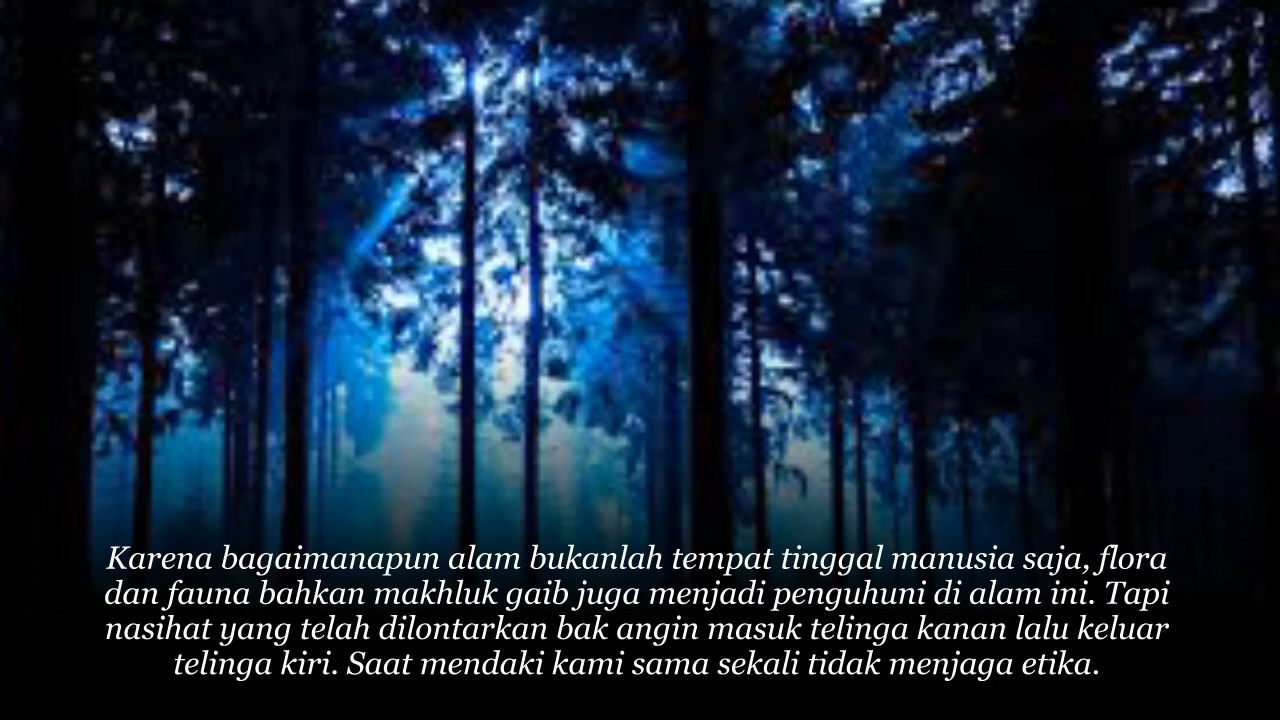 Karena bagaimanapun alam bukanlah tempat tinggal manusia saja, flora
dan fauna bahkan makhluk gaib juga menjadi penguhuni di alam ini. Tapi
nasihat yang telah dilontarkan bak angin masuk telinga kanan lalu keluar
telinga kiri. Saat mendaki kami sama sekali tidak menjaga etika.